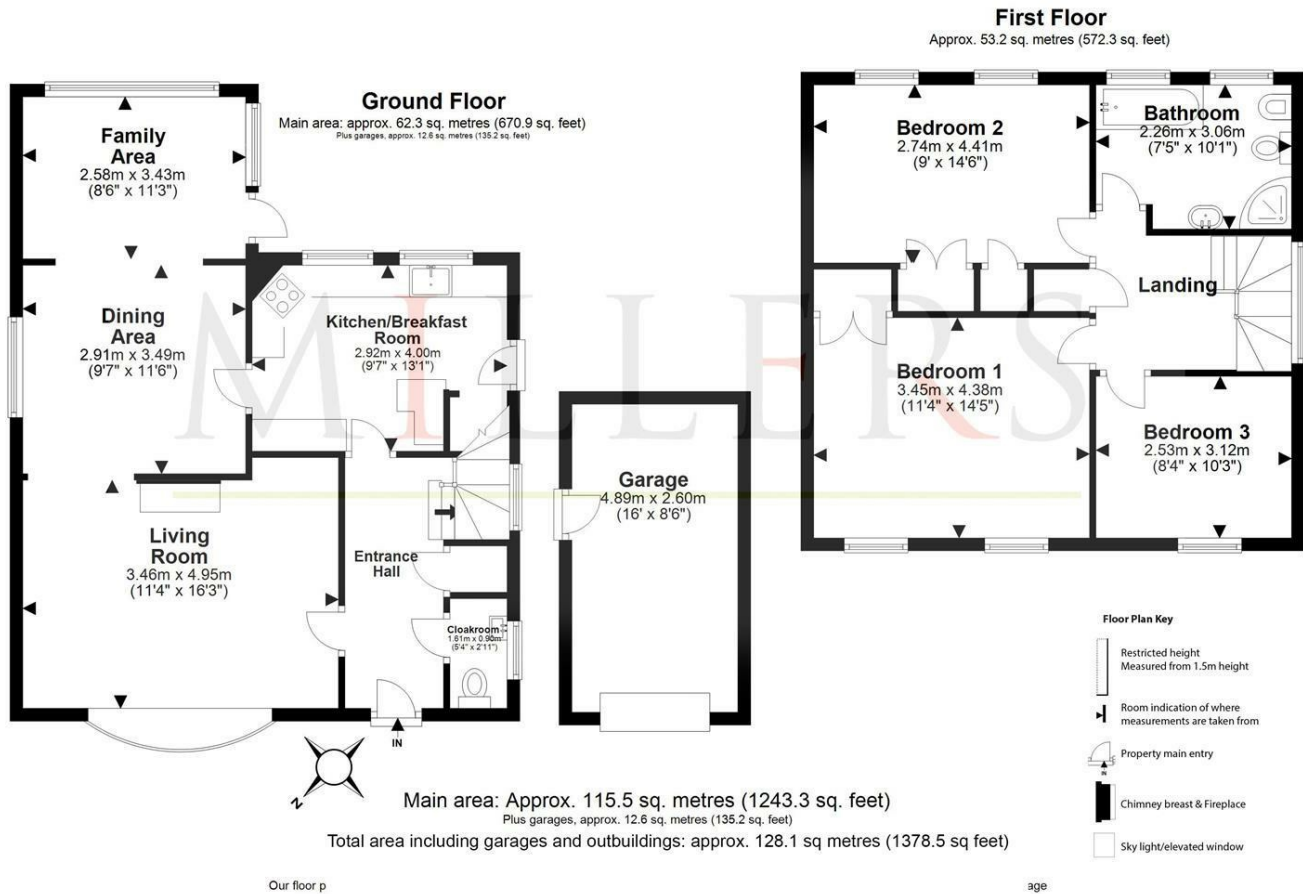 First Floor
Approx. 53.2 sq. metres (572.3 sq. feet)
Ground Floor
Main area: approx. 62.3 sq. metres (670.9 sq. feet)
Plus garages, approx. 12.6 sq. metres (135.2 sq. feet)
Family
Area
2.58m x 3.43m
(8'6" x 11'3")
Dining
Area
2.91m x 3.49m
(9'7" x 11'6")
Kitchen/Breakfast
Room
2.92m x 4.00m
(9'7" x 13'1")
Living
Room
3.46m x 4.95m
(11'4" x 16'3")
Entrance
Hall
Cloakroom
1.61m x 0.90m
(5'4" x 2'11")
IN
Garage
4.89m x 2.60m
(16' x 8'6")
Bedroom 2
2.74m x 4.41m
(9' x 14'6")
Bathroom
2.26m x 3.06m
(7'5" x 10'1")
Landing
Bedroom 1
3.45m x 4.38m
(11'4" x 14'5")
Bedroom 3
2.53m x 3.12m
(8'4" x 10'3")
MILLERS
N
Floor Plan Key
Restricted height
Measured from 1.5m height
Room indication of where
measurements are taken from
Property main entry
IN
Chimney breast & Fireplace
Sky light/elevated window
Main area: Approx. 115.5 sq. metres (1243.3 sq. feet)
Plus garages, approx. 12.6 sq. metres (135.2 sq. feet)
Total area including garages and outbuildings: approx. 128.1 sq metres (1378.5 sq feet)
Our floor p
age